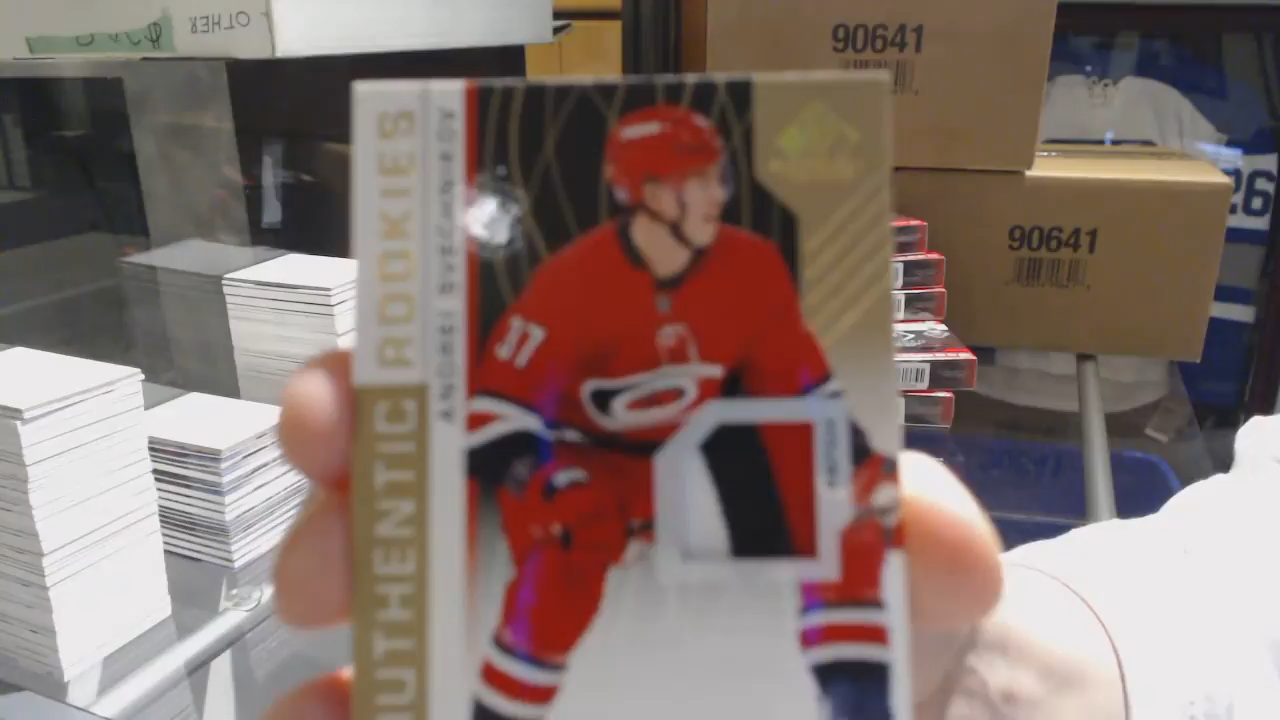 OTHER
90641
90641
26
AUTHENTIC ROOKIES
ANDREI SVECHNIKOV
37